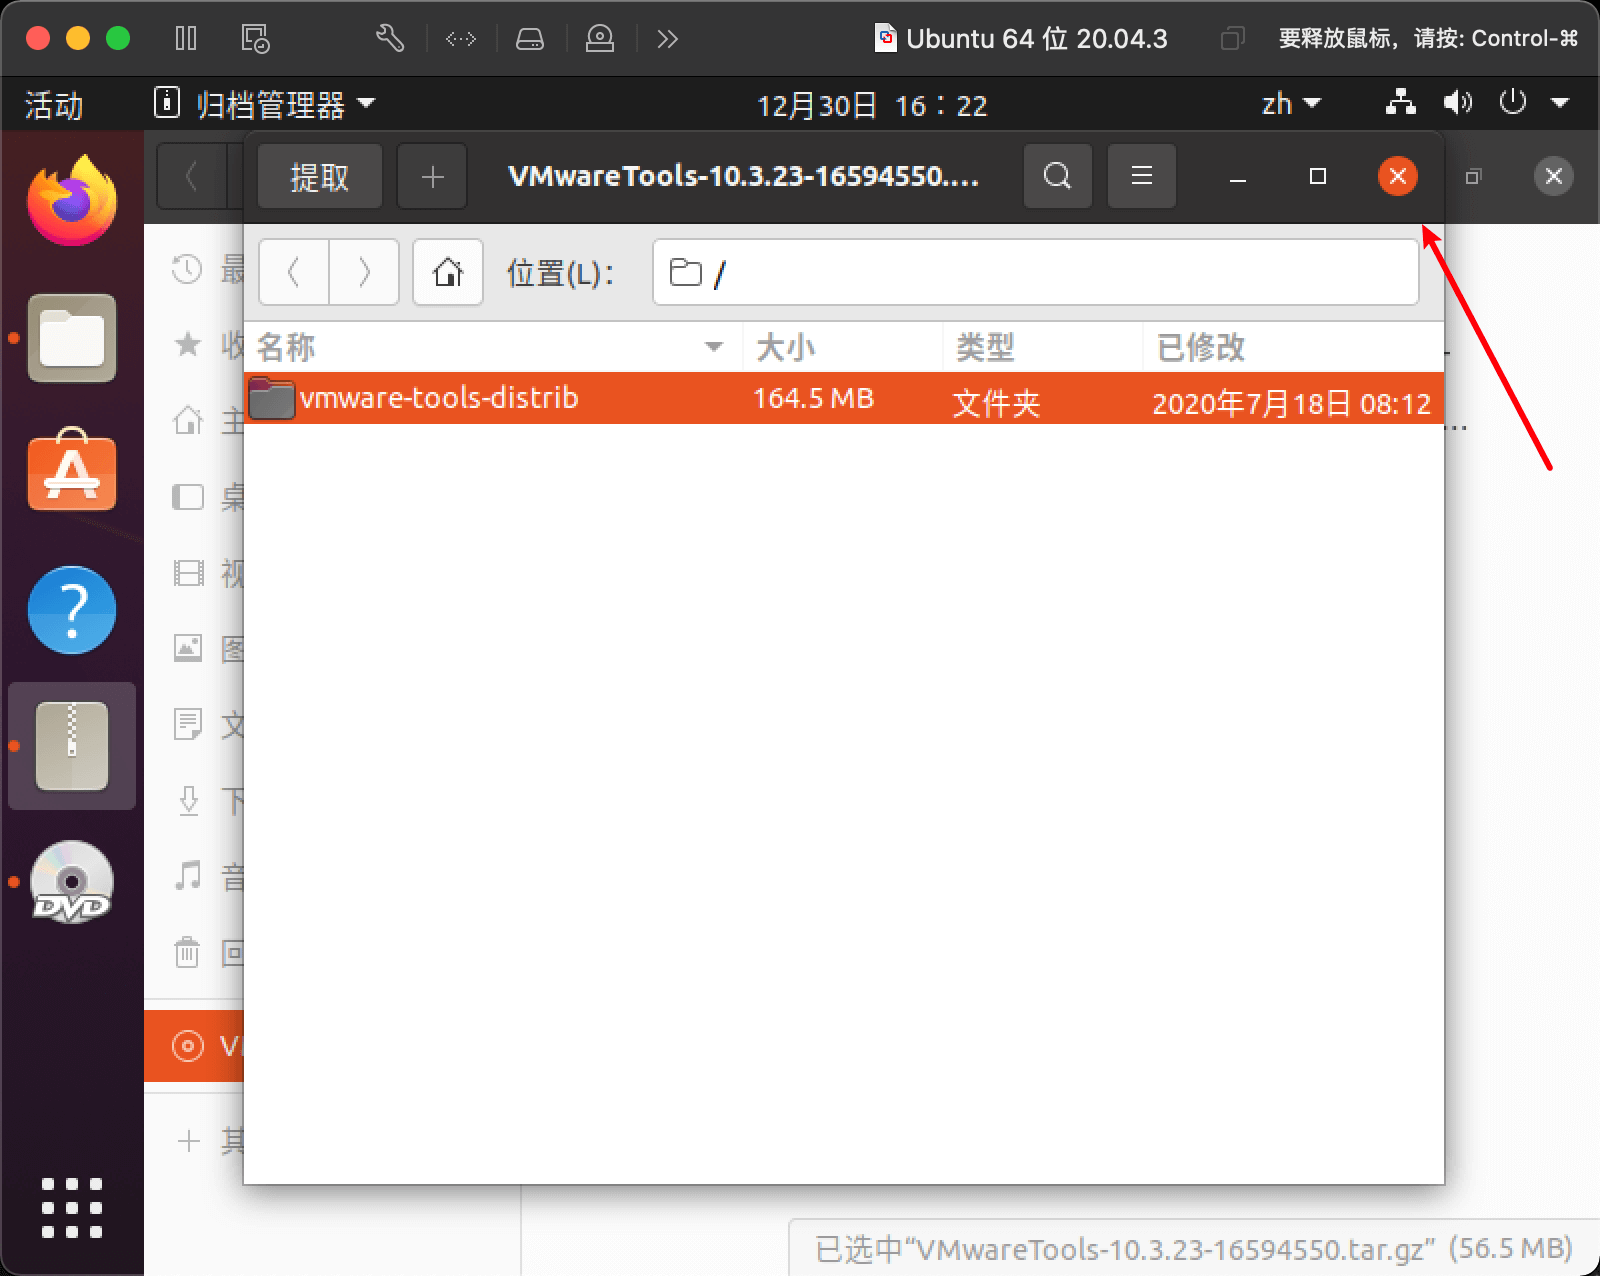 Ubuntu 64 位 20.04.3
要释放鼠标，请按: Control-⌘
活动
归档管理器
12月30日 16：22
zh
提取
VMwareTools-10.3.23-16594550....
位置(L)：
/
名称
大小
类型
已修改
vmware-tools-distrib
164.5 MB
文件夹
2020年7月18日 08:12
最
收
主
桌
视
图
文
下
音
回
V
其
DVD
已选中“VMwareTools-10.3.23-16594550.tar.gz” (56.5 MB)